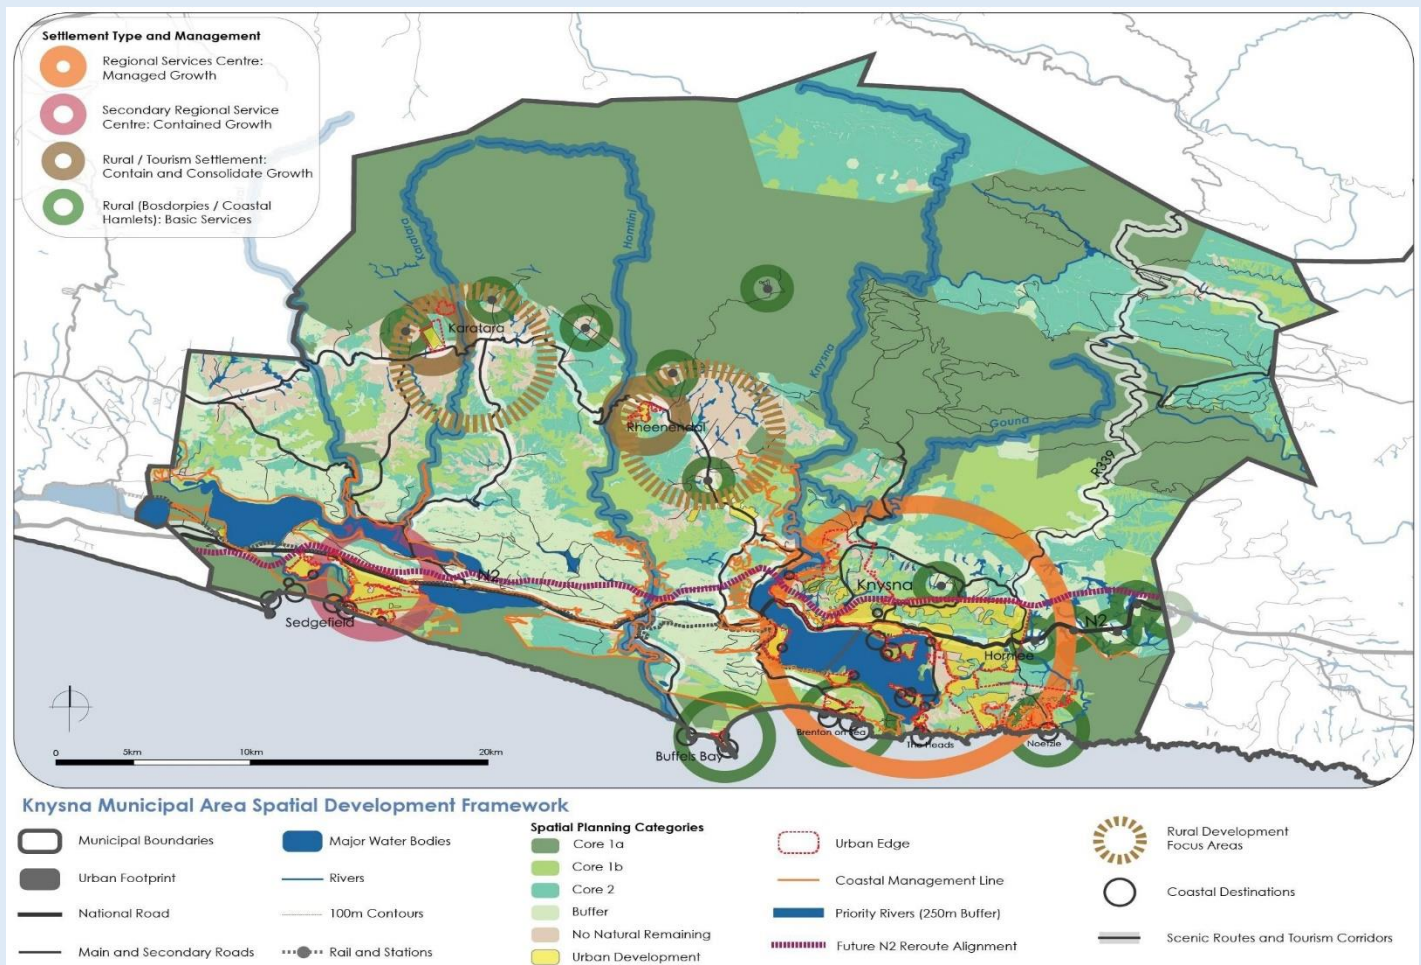 Settlement Type and Management
Regional Services Centre:
Managed Growth
Secondary Regional Service
Centre: Contained Growth
Rural / Tourism Settlement:
Contain and Consolidate Growth
Rural (Bosdorpies / Coastal
Hamlets): Basic Services
Karatara
Homtini
Karatara
Knysna
Rheenendal
Gouna
R339
N2
Knysna
Sedgefield
N2
Hornlee
Buffels Bay
Brenton on Sea
The Heads
Noetzie
0 5km 10km 20km
Knysna Municipal Area Spatial Development Framework
Municipal Boundaries
Urban Footprint
National Road
Main and Secondary Roads
Major Water Bodies
Rivers
100m Contours
Rail and Stations
Spatial Planning Categories
Core 1a
Core 1b
Core 2
Buffer
No Natural Remaining
Urban Development
Urban Edge
Coastal Management Line
Priority Rivers (250m Buffer)
Future N2 Reroute Alignment
Rural Development
Focus Areas
Coastal Destinations
Scenic Routes and Tourism Corridors